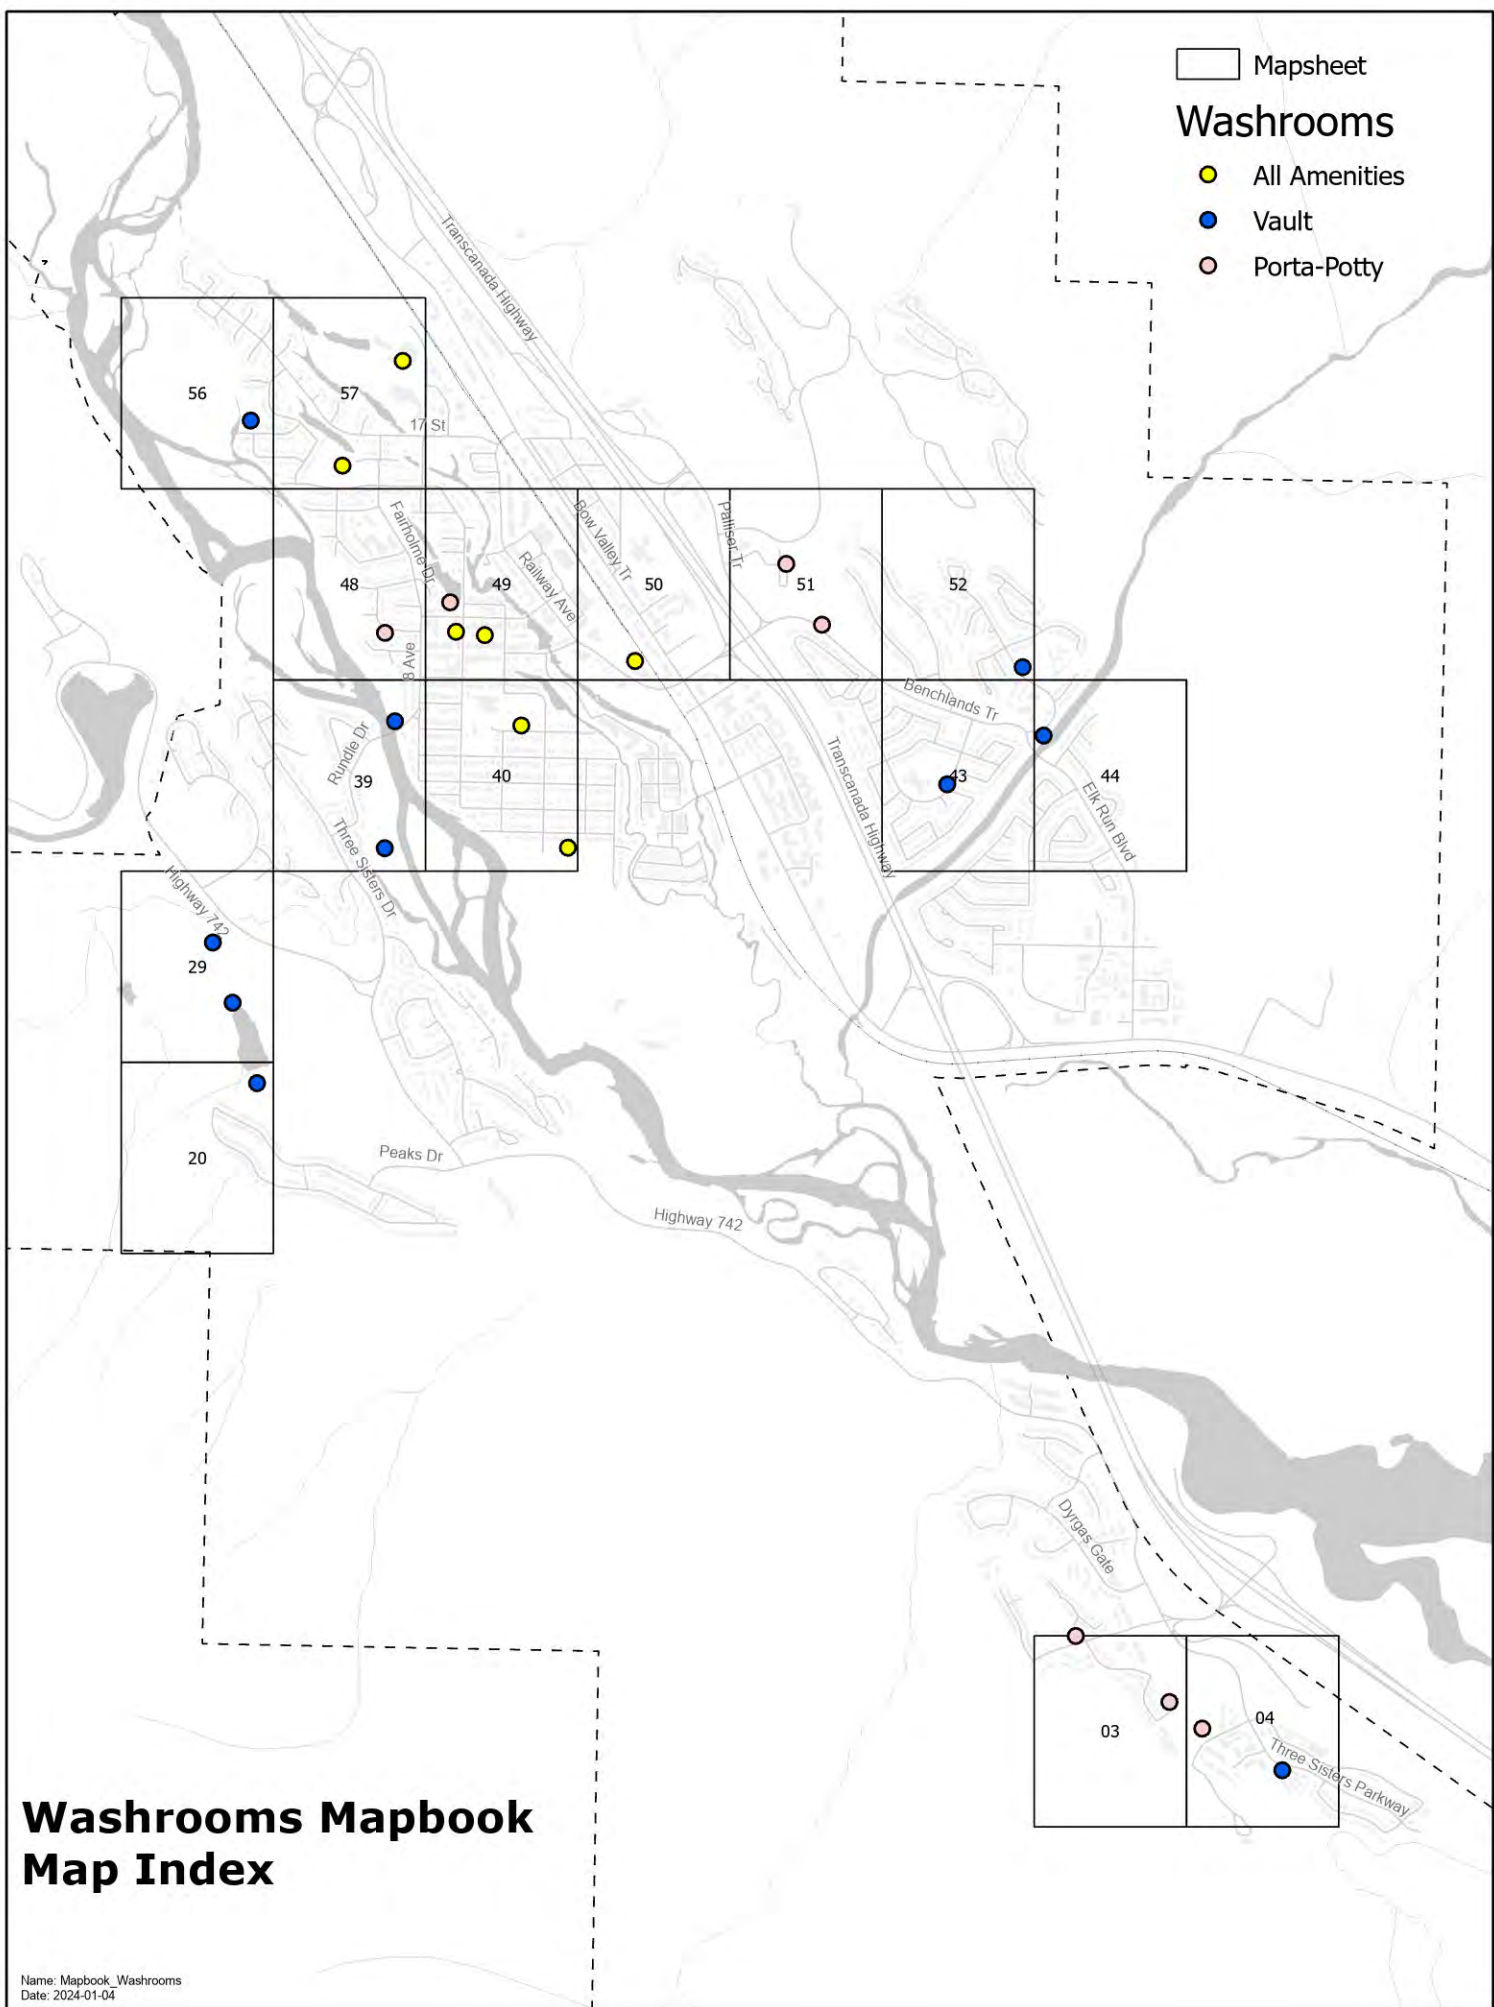 Mapsheet
Washrooms
All Amenities
Vault
Porta-Potty
Transcanada Highway
56
57
17 St
Fairholme Dr
Bow Valley Tr
Palliser Tr
Railway Ave
48
49
50
51
52
8 Ave
Benchlands Tr
Rundle Dr
39
40
Transcanada Highway
43
44
Elk Run Blvd
Three Sisters Dr
Highway 742
29
20
Peaks Dr
Highway 742
Dyrgas Gate
03
04
Three Sisters Parkway
Washrooms Mapbook
Map Index
Name: Mapbook_Washrooms
Date: 2024-01-04